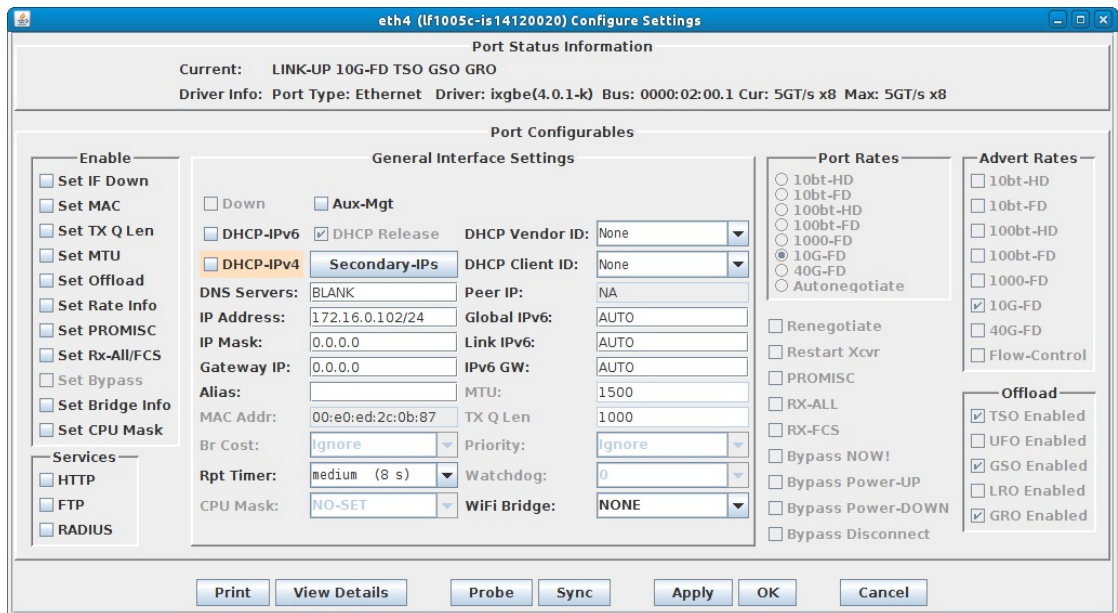 eth4 (lf1005c-is14120020) Configure Settings
Port Status Information
Current: LINK-UP 10G-FD TSO GSO GRO
Driver Info: Port Type: Ethernet Driver: ixgbe(4.0.1-k) Bus: 0000:02:00.1 Cur: 5GT/s x8 Max: 5GT/s x8
Port Configurables
Enable
Set IF Down
Set MAC
Set TX Q Len
Set MTU
Set Offload
Set Rate Info
Set PROMISC
Set Rx-All/FCS
Set Bypass
Set Bridge Info
Set CPU Mask
Services
HTTP
FTP
RADIUS
General Interface Settings
Down Aux-Mgt
DHCP-IPv6 DHCP Release DHCP Vendor ID: None
DHCP-IPv4 Secondary-IPs DHCP Client ID: None
DNS Servers: BLANK Peer IP: NA
IP Address: 172.16.0.102/24 Global IPv6: AUTO
IP Mask: 0.0.0.0 Link IPv6: AUTO
Gateway IP: 0.0.0.0 IPv6 GW: AUTO
Alias: MTU: 1500
MAC Addr: 00:e0:ed:2c:0b:87 TX Q Len 1000
Br Cost: Ignore Priority: Ignore
Rpt Timer: medium (8 s) Watchdog: 0
CPU Mask: NO-SET WiFi Bridge: NONE
Port Rates
10bt-HD
10bt-FD
100bt-HD
100bt-FD
1000-FD
10G-FD
40G-FD
Autonegotiate
Renegotiate
Restart Xcvr
PROMISC
RX-ALL
RX-FCS
Bypass NOW!
Bypass Power-UP
Bypass Power-DOWN
Bypass Disconnect
Advert Rates
10bt-HD
10bt-FD
100bt-HD
100bt-FD
1000-FD
10G-FD
40G-FD
Flow-Control
Offload
TSO Enabled
UFO Enabled
GSO Enabled
LRO Enabled
GRO Enabled
Print View Details Probe Sync Apply OK Cancel